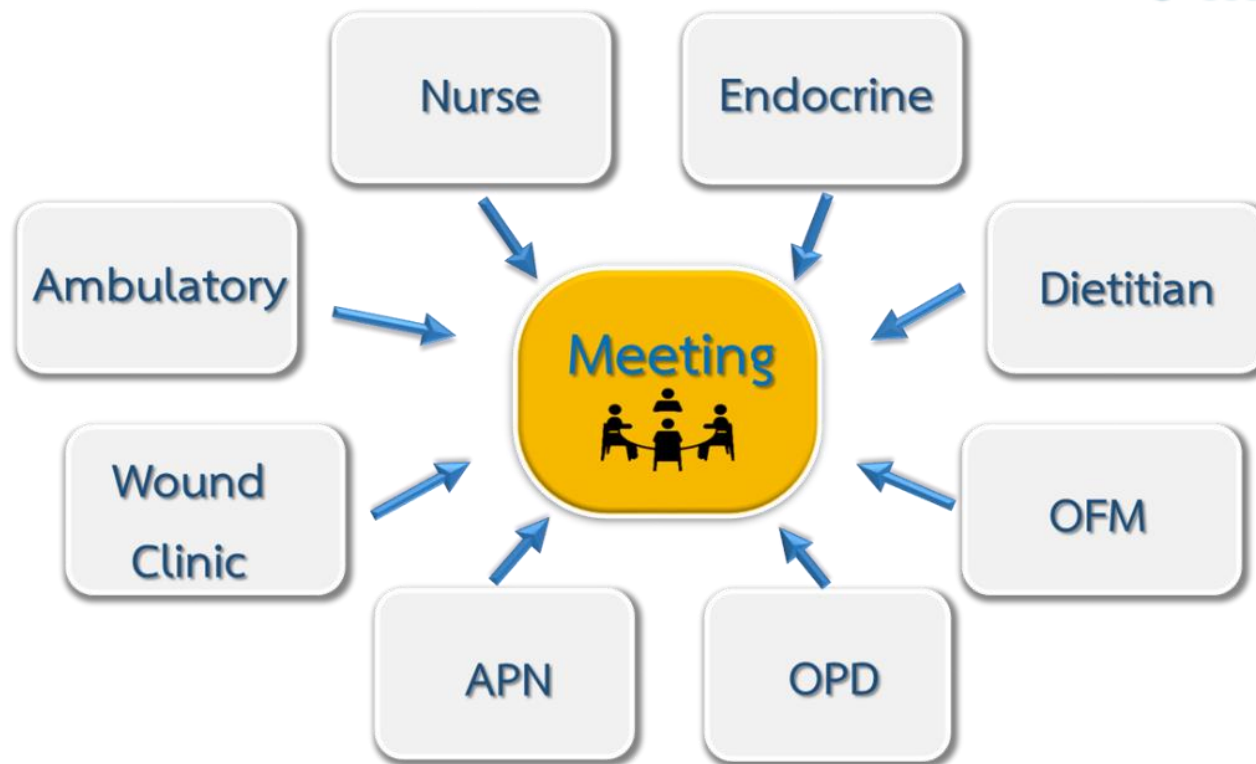 Nurse
Endocrine
Ambulatory
Meeting
Dietitian
Wound
Clinic
OFM
APN
OPD